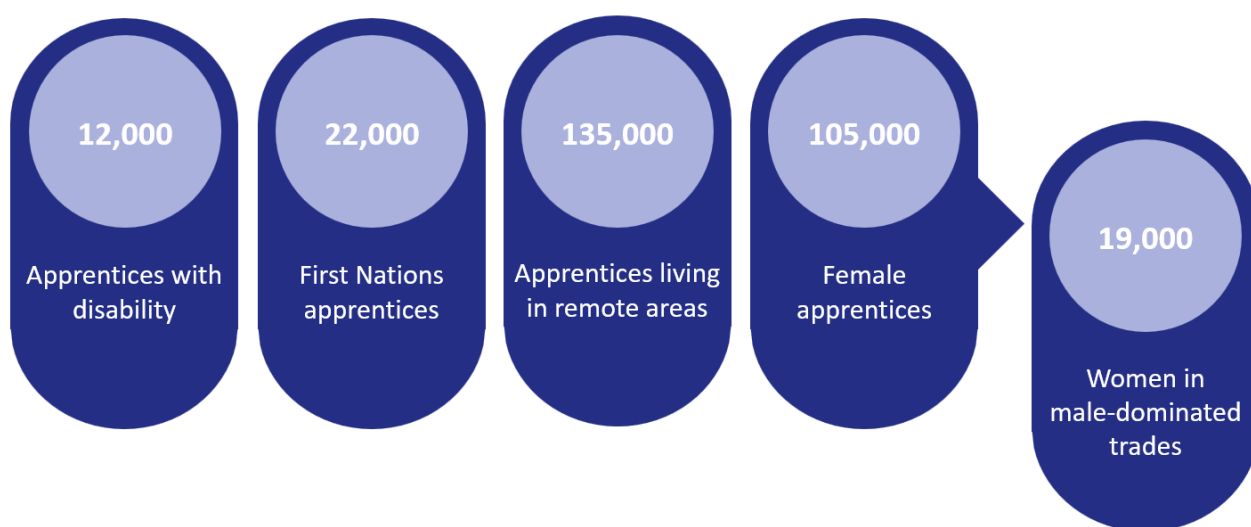 12,000
Apprentices with
disability
22,000
First Nations
apprentices
135,000
Apprentices living
in remote areas
105,000
Female
apprentices
19,000
Women in
male-dominated
trades